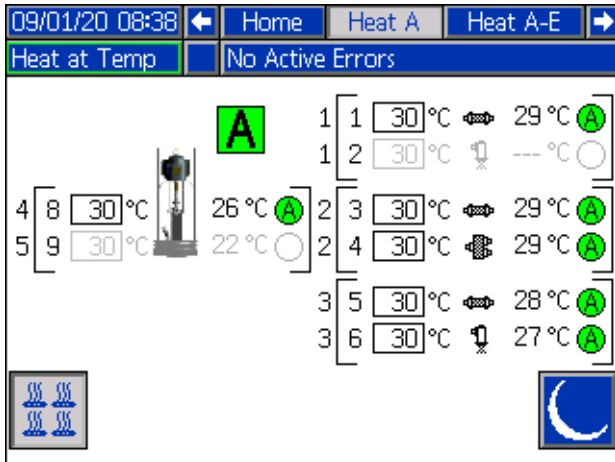 09/01/20 08:38 Home Heat A Heat A-E
Heat at Temp No Active Errors
A
1 1 30 °C 29 °C A
1 2 30 °C --- °C
4 8 30 °C 26 °C A
5 9 30 °C 22 °C
2 3 30 °C 29 °C A
2 4 30 °C 29 °C A
3 5 30 °C 28 °C A
3 6 30 °C 27 °C A